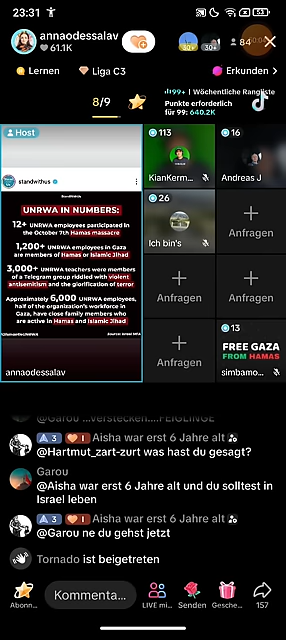 23:31
53
annaodessalav
61.1K
30+
30+
84
Lernen
Liga C3
Erkunden
8/9
99+ | Wöchentliche Rangliste
Punkte erforderlich
für 99: 640.2K
Host
113
16
standwithus
KianKerm...
Andreas J
UNRWA IN NUMBERS:
12+ UNRWA employees participated in
the October 7th Hamas massacre
1,200+ UNRWA employees in Gaza
are members of Hamas or Islamic Jihad
3,000+ UNRWA teachers were members
of a Telegram group riddled with violent
antisemitism and the glorification of terror
Approximately 6,000 UNRWA employees,
half of the organization's workforce in
Gaza, have close family members who
are active in Hamas and Islamic Jihad
26
Ich bin's
Anfragen
Anfragen
Anfragen
Anfragen
13
FREE GAZA
FROM HAMAS
annaodessalav
simbamo...
@Garou ...verstecken....FEIGLINGE
3 1 Aisha war erst 6 Jahre alt
@Hartmut_zart-zurt was hast du gesagt?
Garou
@Aisha war erst 6 Jahre alt und du solltest in
Israel leben
3 1 Aisha war erst 6 Jahre alt
@Garou ne du gehst jetzt
Tornado ist beigetreten
Kommenta...
Abonn...
LIVE mi...
Senden
Gesche...
157